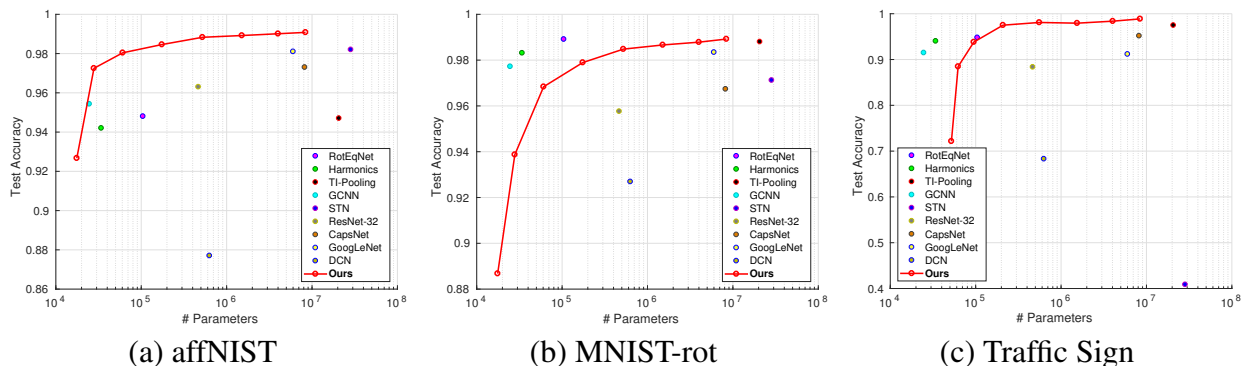 1
0.98
0.96
0.94
0.92
0.9
0.88
0.86
Test Accuracy
RotEqNet
Harmonics
TI-Pooling
GCNN
STN
ResNet-32
CapsNet
GoogLeNet
DCN
Ours
10^4 10^5 10^6 10^7 10^8
# Parameters
(a) affNIST
1
0.98
0.96
0.94
0.92
0.9
0.88
Test Accuracy
RotEqNet
Harmonics
TI-Pooling
GCNN
STN
ResNet-32
CapsNet
GoogLeNet
DCN
Ours
10^4 10^5 10^6 10^7 10^8
# Parameters
(b) MNIST-rot
1
0.9
0.8
0.7
0.6
0.5
0.4
Test Accuracy
RotEqNet
Harmonics
TI-Pooling
GCNN
STN
ResNet-32
CapsNet
GoogLeNet
DCN
Ours
10^4 10^5 10^6 10^7 10^8
# Parameters
(c) Traffic Sign